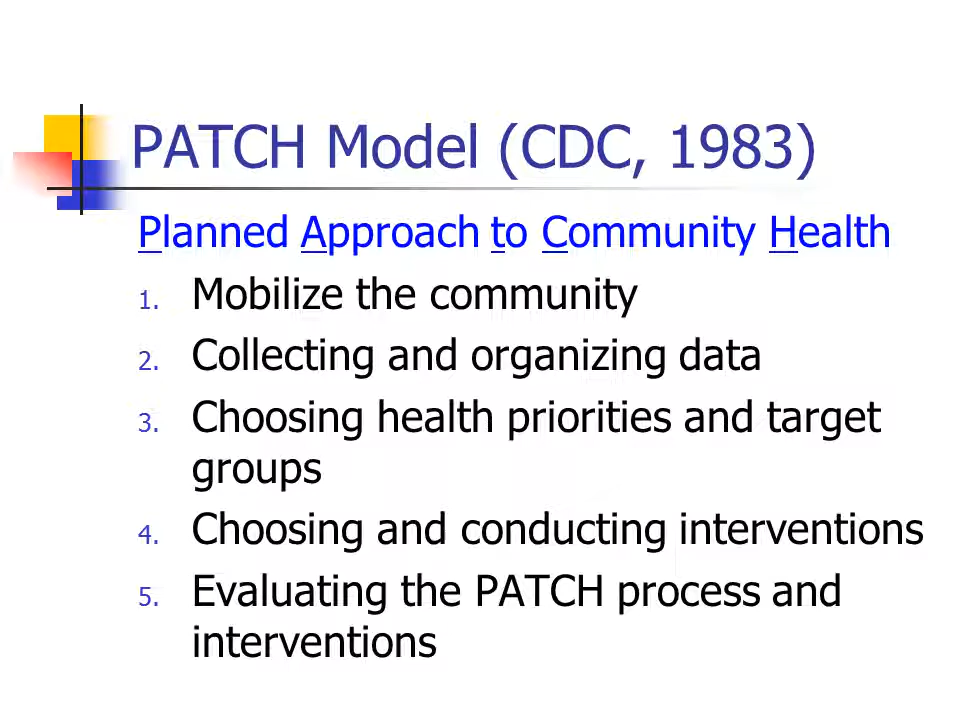 PATCH Model (CDC, 1983)
Planned Approach to Community Health
1. Mobilize the community
2. Collecting and organizing data
3. Choosing health priorities and target
groups
4. Choosing and conducting interventions
5. Evaluating the PATCH process and
interventions